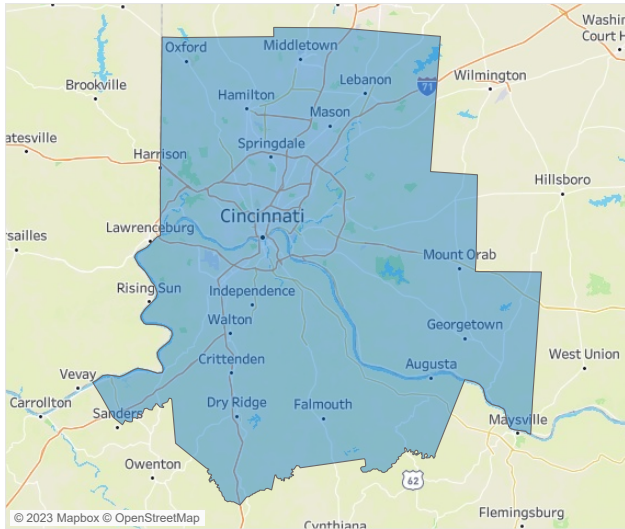 Washin
Court H
Oxford
Middletown
Brookville
Lebanon
71
Wilmington
Hamilton
Mason
atesville
Springdale
Harrison
Hillsboro
Cincinnati
Lawrenceburg
rsailles
Mount Orab
Rising Sun
Independence
Walton
Georgetown
Crittenden
West Union
Augusta
Vevay
Carrollton
Sanders
Dry Ridge
Falmouth
Maysville
Owenton
62
Flemingsburg
© 2023 Mapbox © OpenStreetMap
Cynthiana